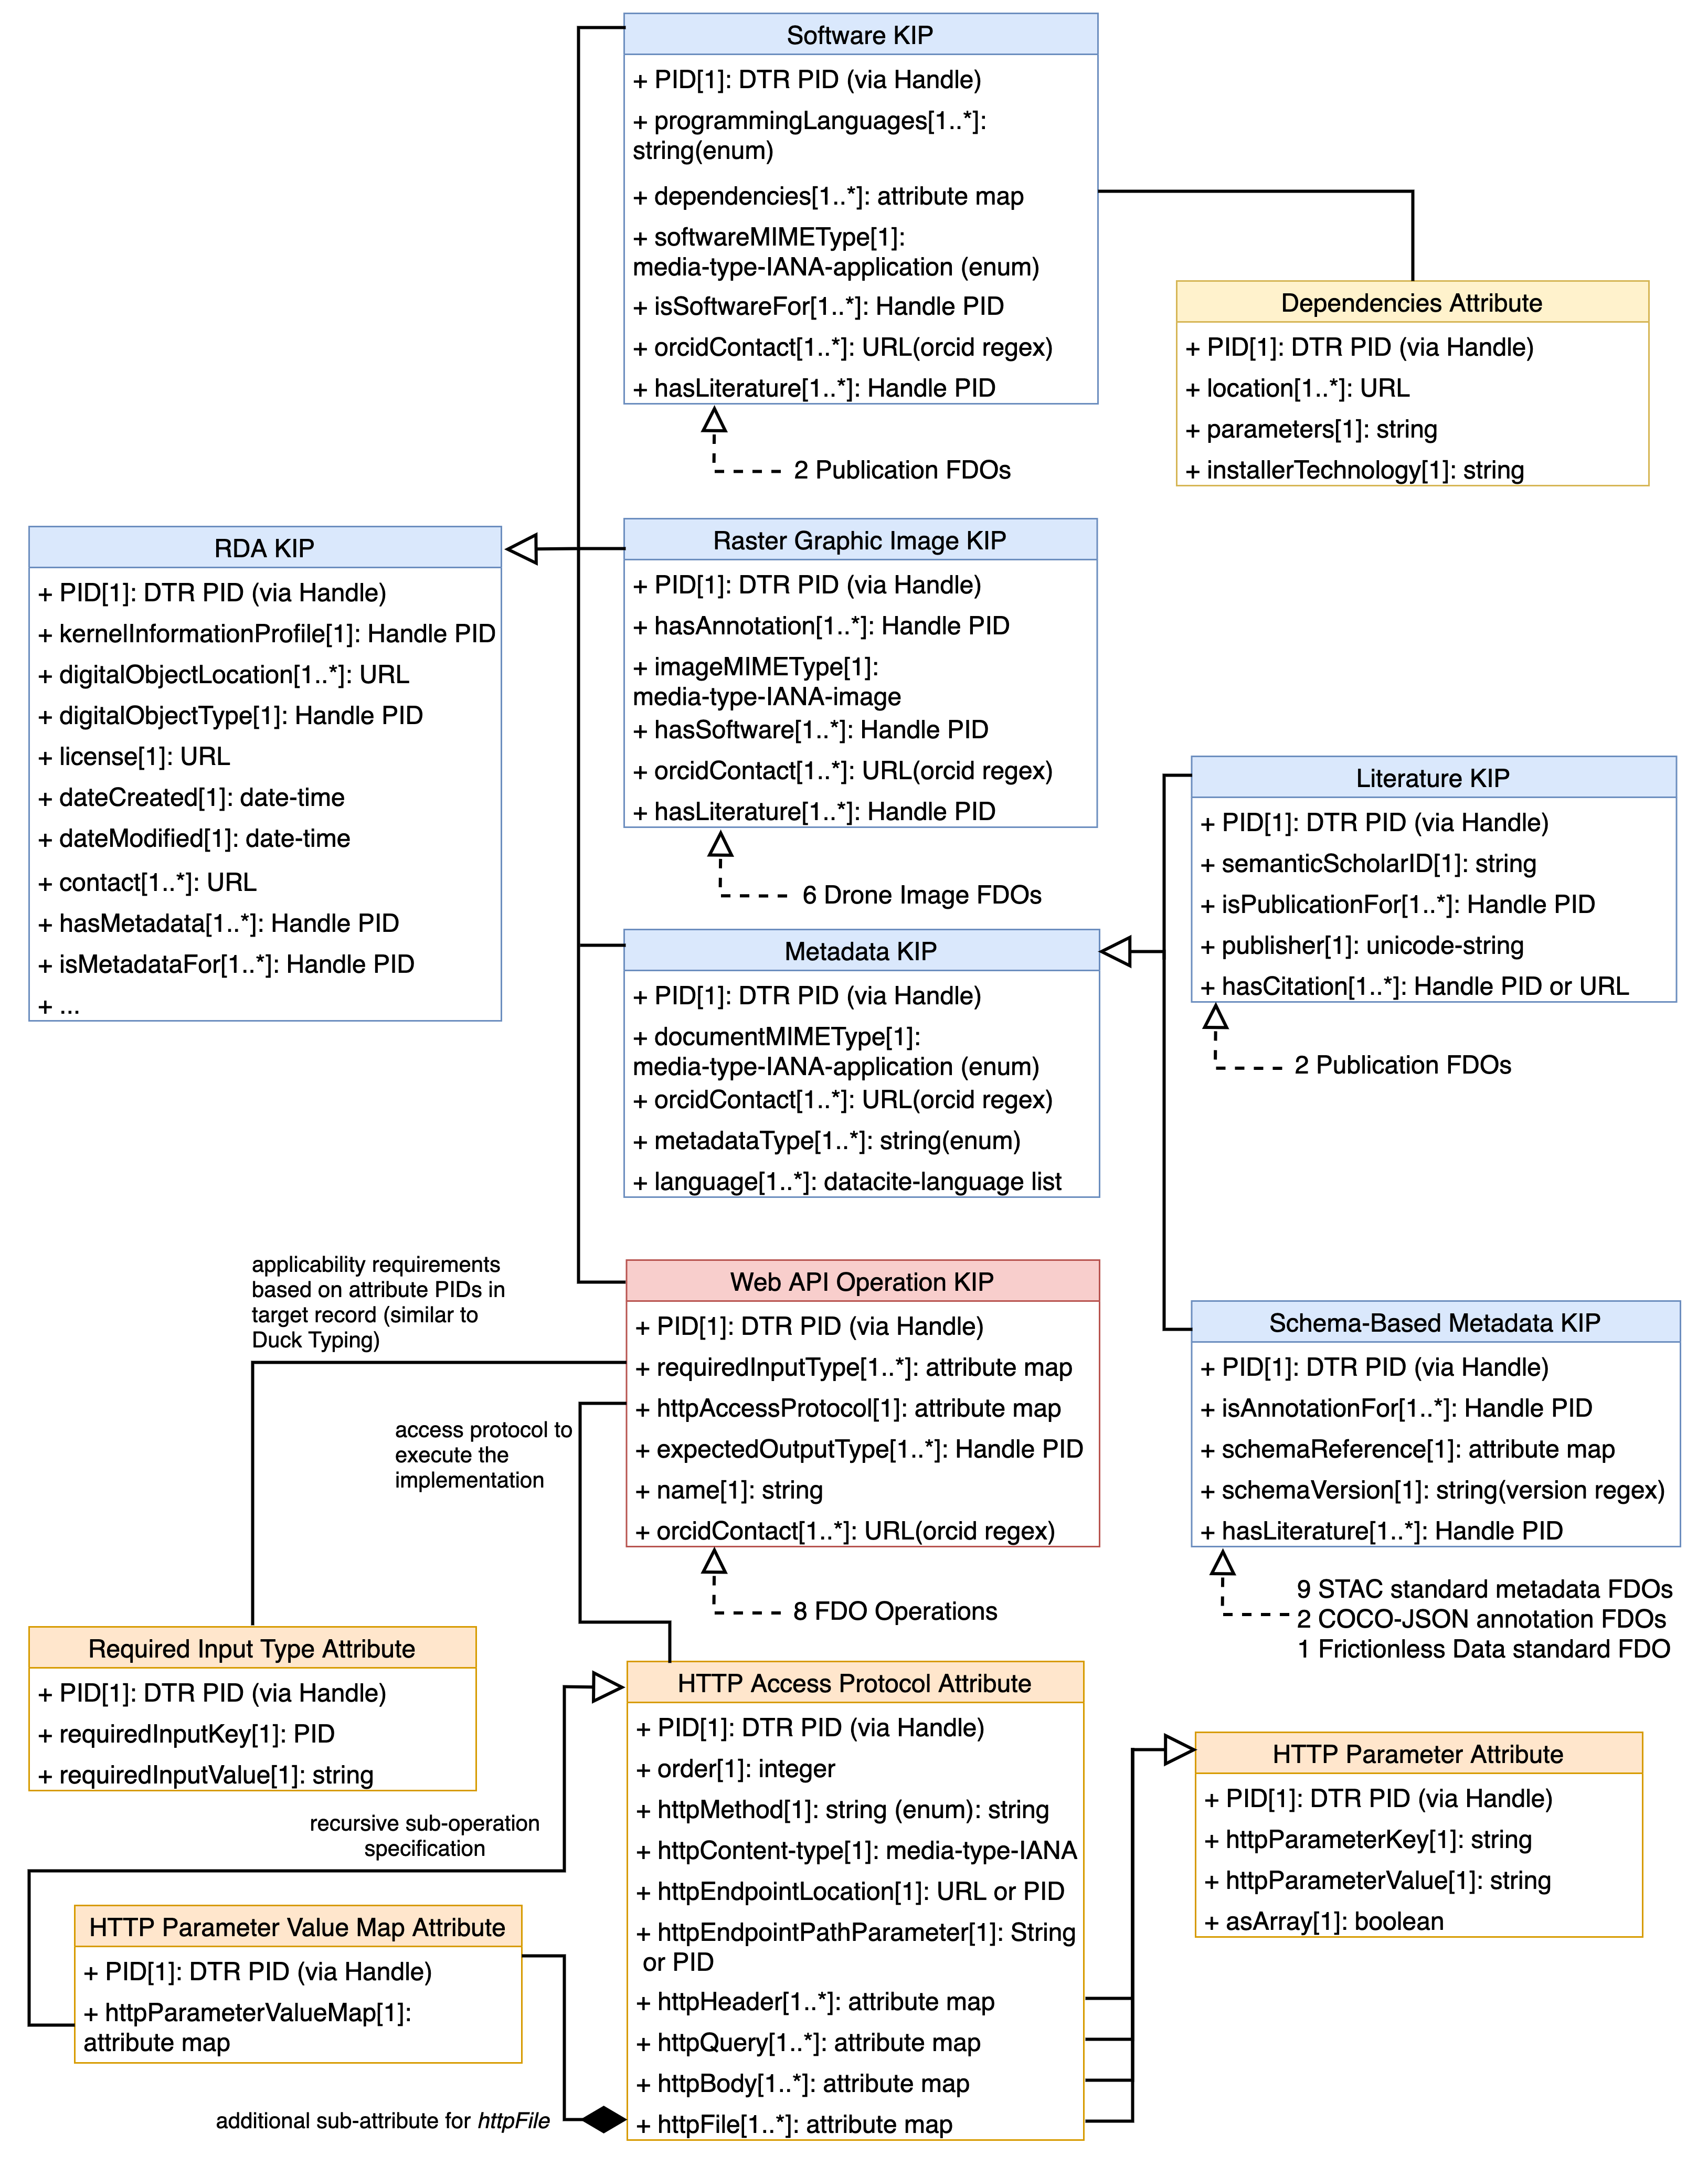 Software KIP
+ PID[1]: DTR PID (via Handle)
+ programmingLanguages[1..*]:
string(enum)
+ dependencies[1..*]: attribute map
+ softwareMIMEType[1]:
media-type-IANA-application (enum)
+ isSoftwareFor[1..*]: Handle PID
+ orcidContact[1..*]: URL(orcid regex)
+ hasLiterature[1..*]: Handle PID
2 Publication FDOs
Dependencies Attribute
+ PID[1]: DTR PID (via Handle)
+ location[1..*]: URL
+ parameters[1]: string
+ installerTechnology[1]: string
RDA KIP
+ PID[1]: DTR PID (via Handle)
+ kernelInformationProfile[1]: Handle PID
+ digitalObjectLocation[1..*]: URL
+ digitalObjectType[1]: Handle PID
+ license[1]: URL
+ dateCreated[1]: date-time
+ dateModified[1]: date-time
+ contact[1..*]: URL
+ hasMetadata[1..*]: Handle PID
+ isMetadataFor[1..*]: Handle PID
+ ...
Raster Graphic Image KIP
+ PID[1]: DTR PID (via Handle)
+ hasAnnotation[1..*]: Handle PID
+ imageMIMEType[1]:
media-type-IANA-image
+ hasSoftware[1..*]: Handle PID
+ orcidContact[1..*]: URL(orcid regex)
+ hasLiterature[1..*]: Handle PID
6 Drone Image FDOs
Literature KIP
+ PID[1]: DTR PID (via Handle)
+ semanticScholarID[1]: string
+ isPublicationFor[1..*]: Handle PID
+ publisher[1]: unicode-string
+ hasCitation[1..*]: Handle PID or URL
2 Publication FDOs
Metadata KIP
+ PID[1]: DTR PID (via Handle)
+ documentMIMEType[1]:
media-type-IANA-application (enum)
+ orcidContact[1..*]: URL(orcid regex)
+ metadataType[1..*]: string(enum)
+ language[1..*]: datacite-language list
applicability requirements
based on attribute PIDs in
target record (similar to
Duck Typing)
Web API Operation KIP
+ PID[1]: DTR PID (via Handle)
+ requiredInputType[1..*]: attribute map
+ httpAccessProtocol[1]: attribute map
+ expectedOutputType[1..*]: Handle PID
+ name[1]: string
+ orcidContact[1..*]: URL(orcid regex)
8 FDO Operations
access protocol to
execute the
implementation
Schema-Based Metadata KIP
+ PID[1]: DTR PID (via Handle)
+ isAnnotationFor[1..*]: Handle PID
+ schemaReference[1]: attribute map
+ schemaVersion[1]: string(version regex)
+ hasLiterature[1..*]: Handle PID
9 STAC standard metadata FDOs
2 COCO-JSON annotation FDOs
1 Frictionless Data standard FDO
Required Input Type Attribute
+ PID[1]: DTR PID (via Handle)
+ requiredInputKey[1]: PID
+ requiredInputValue[1]: string
recursive sub-operation
specification
HTTP Access Protocol Attribute
+ PID[1]: DTR PID (via Handle)
+ order[1]: integer
+ httpMethod[1]: string (enum): string
+ httpContent-type[1]: media-type-IANA
+ httpEndpointLocation[1]: URL or PID
+ httpEndpointPathParameter[1]: String
or PID
+ httpHeader[1..*]: attribute map
+ httpQuery[1..*]: attribute map
+ httpBody[1..*]: attribute map
+ httpFile[1..*]: attribute map
HTTP Parameter Attribute
+ PID[1]: DTR PID (via Handle)
+ httpParameterKey[1]: string
+ httpParameterValue[1]: string
+ asArray[1]: boolean
HTTP Parameter Value Map Attribute
+ PID[1]: DTR PID (via Handle)
+ httpParameterValueMap[1]:
attribute map
additional sub-attribute for httpFile